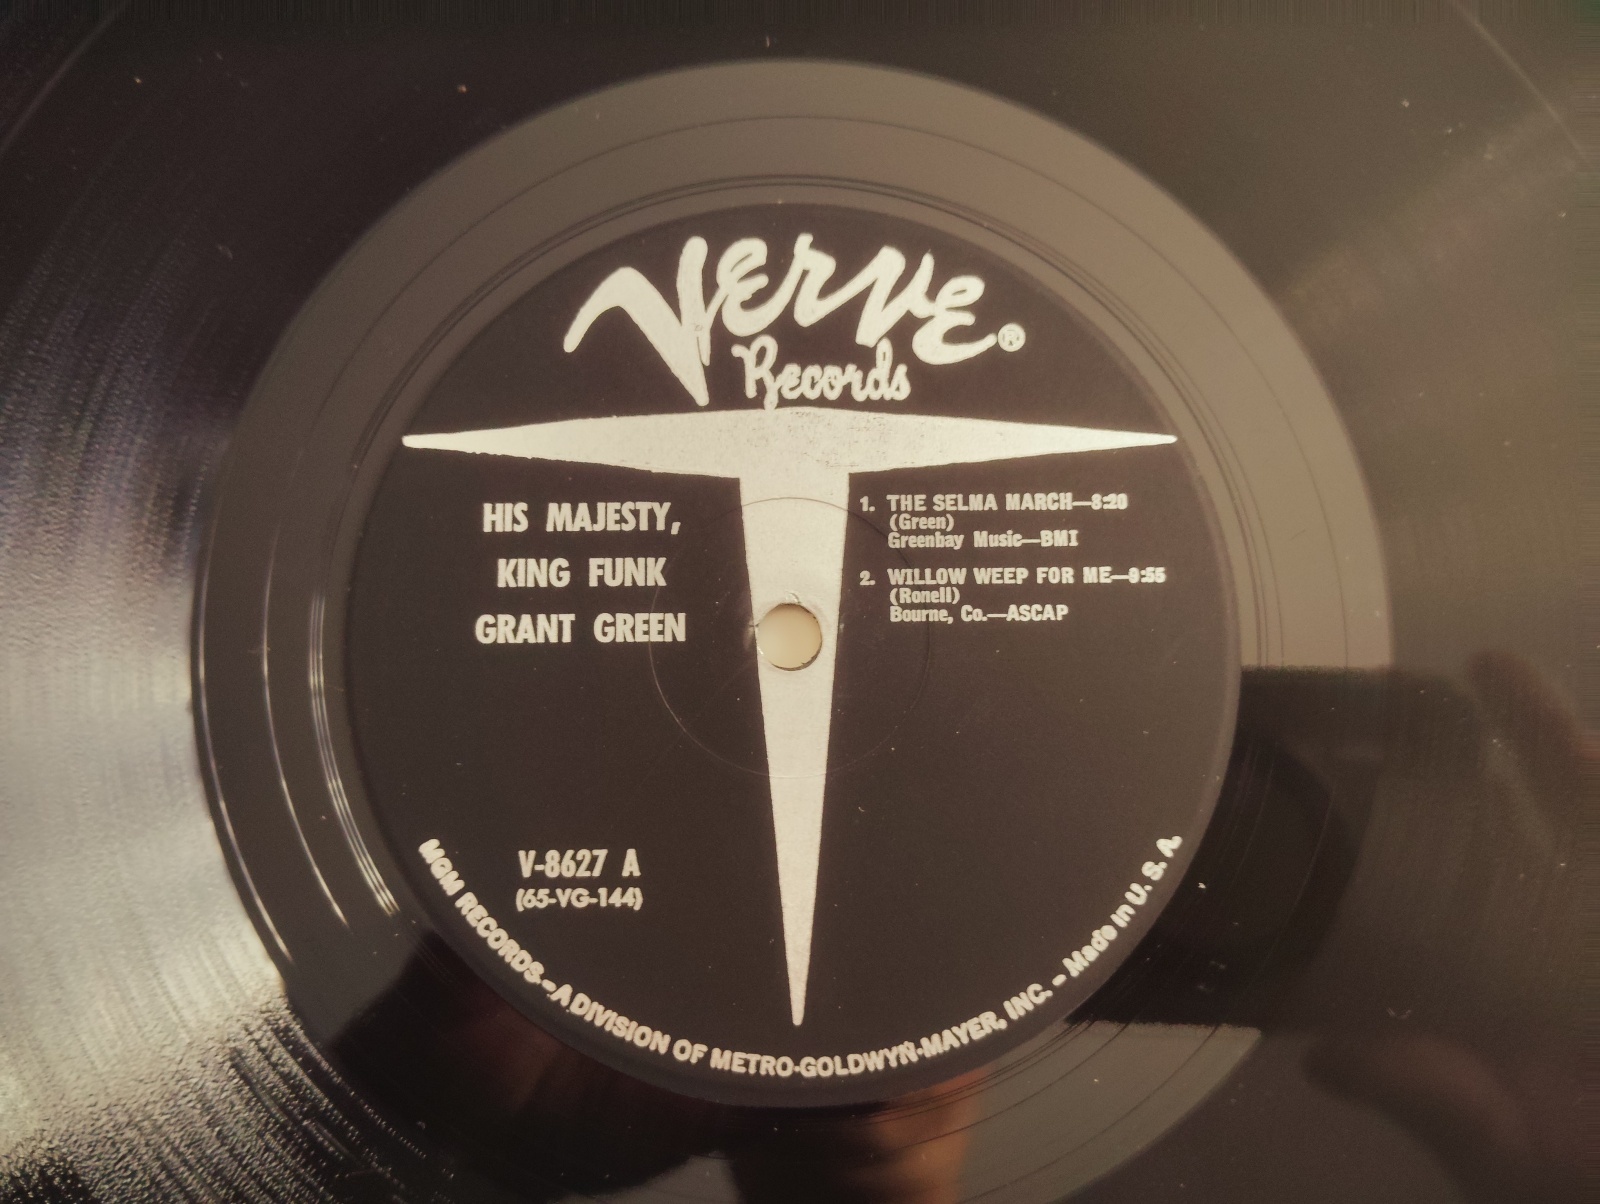 Verve®
Records
HIS MAJESTY,
KING FUNK
GRANT GREEN
1. THE SELMA MARCH—8:20
(Green)
Greenbay Music—BMI
2. WILLOW WEEP FOR ME—9:55
(Ronell)
Bourne, Co.—ASCAP
V-8627 A
(65-VG-144)
MGM RECORDS - A DIVISION OF METRO-GOLDWYN-MAYER, INC. - Made in U. S. A.